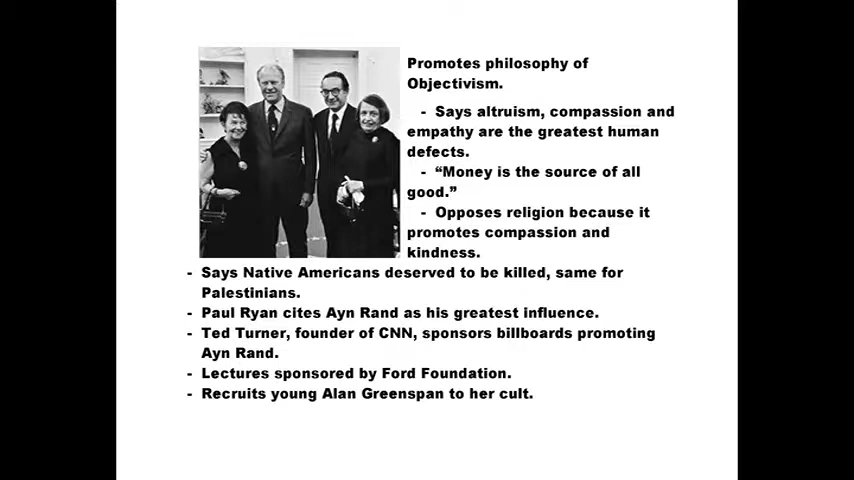 Promotes philosophy of
Objectivism.
- Says altruism, compassion and
empathy are the greatest human
defects.
- “Money is the source of all
good.”
- Opposes religion because it
promotes compassion and
kindness.
- Says Native Americans deserved to be killed, same for
Palestinians.
- Paul Ryan cites Ayn Rand as his greatest influence.
- Ted Turner, founder of CNN, sponsors billboards promoting
Ayn Rand.
- Lectures sponsored by Ford Foundation.
- Recruits young Alan Greenspan to her cult.